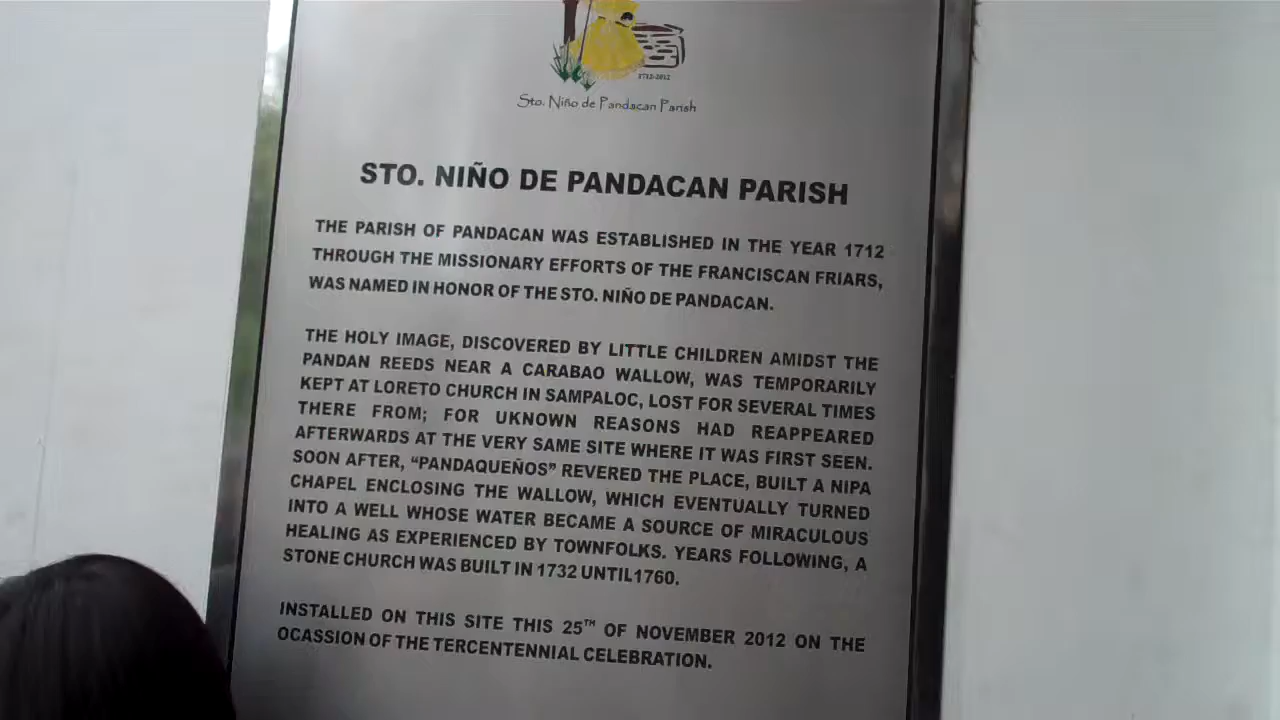 1712-2012
Sto. Niño de Pandacan Parish
STO. NIÑO DE PANDACAN PARISH
THE PARISH OF PANDACAN WAS ESTABLISHED IN THE YEAR 1712
THROUGH THE MISSIONARY EFFORTS OF THE FRANCISCAN FRIARS,
WAS NAMED IN HONOR OF THE STO. NIÑO DE PANDACAN.
THE HOLY IMAGE, DISCOVERED BY LITTLE CHILDREN AMIDST THE
PANDAN REEDS NEAR A CARABAO WALLOW, WAS TEMPORARILY
KEPT AT LORETO CHURCH IN SAMPALOC, LOST FOR SEVERAL TIMES
THERE FROM; FOR UKNOWN REASONS HAD REAPPEARED
AFTERWARDS AT THE VERY SAME SITE WHERE IT WAS FIRST SEEN.
SOON AFTER, “PANDAQUEÑOS” REVERED THE PLACE, BUILT A NIPA
CHAPEL ENCLOSING THE WALLOW, WHICH EVENTUALLY TURNED
INTO A WELL WHOSE WATER BECAME A SOURCE OF MIRACULOUS
HEALING AS EXPERIENCED BY TOWNFOLKS. YEARS FOLLOWING, A
STONE CHURCH WAS BUILT IN 1732 UNTIL1760.
INSTALLED ON THIS SITE THIS 25TH OF NOVEMBER 2012 ON THE
OCASSION OF THE TERCENTENNIAL CELEBRATION.